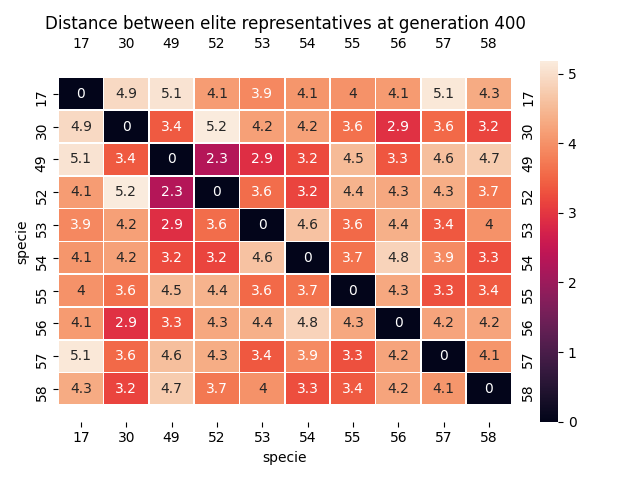 Distance between elite representatives at generation 400
17 30 49 52 53 54 55 56 57 58
17 0 4.9 5.1 4.1 3.9 4.1 4 4.1 5.1 4.3 17
30 4.9 0 3.4 5.2 4.2 4.2 3.6 2.9 3.6 3.2 30
49 5.1 3.4 0 2.3 2.9 3.2 4.5 3.3 4.6 4.7 49
52 4.1 5.2 2.3 0 3.6 3.2 4.4 4.3 4.3 3.7 52
53 3.9 4.2 2.9 3.6 0 4.6 3.6 4.4 3.4 4 53
54 4.1 4.2 3.2 3.2 4.6 0 3.7 4.8 3.9 3.3 54
55 4 3.6 4.5 4.4 3.6 3.7 0 4.3 3.3 3.4 55
56 4.1 2.9 3.3 4.3 4.4 4.8 4.3 0 4.2 4.2 56
57 5.1 3.6 4.6 4.3 3.4 3.9 3.3 4.2 0 4.1 57
58 4.3 3.2 4.7 3.7 4 3.3 3.4 4.2 4.1 0 58
17 30 49 52 53 54 55 56 57 58
specie
specie
5
4
3
2
1
0